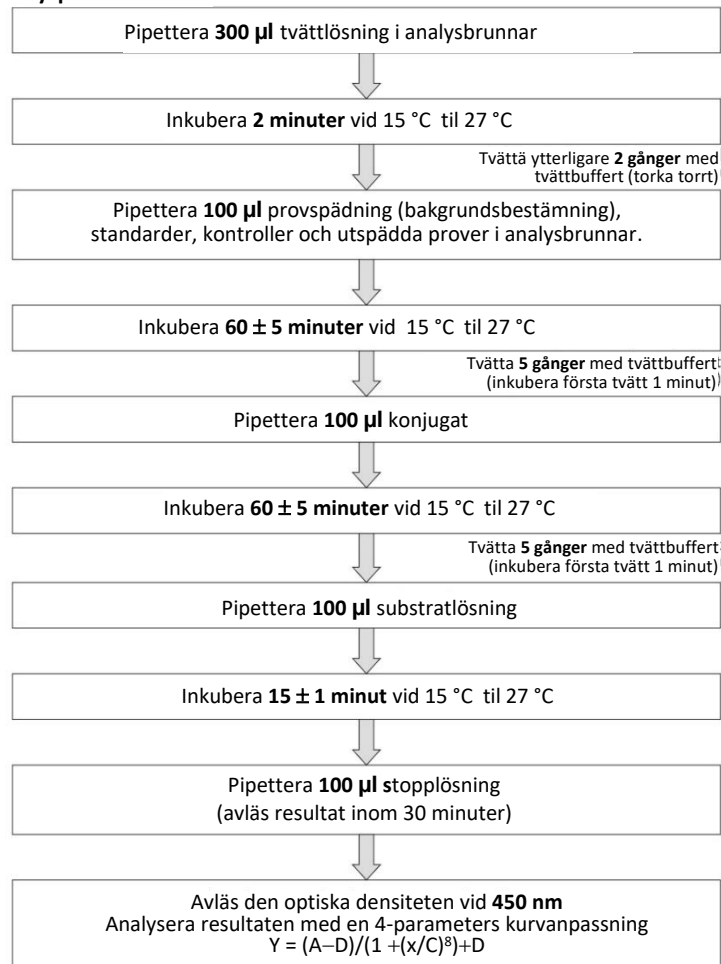 Pipettera 300 µl tvättlösning i analysbrunnar
Inkubera 2 minuter vid 15 °C til 27 °C
Tvättä ytterligare 2 gånger med
tvättbuffert (torka torrt)
Pipettera 100 µl provspädning (bakgrundsbestämning),
standarder, kontroller och utspädda prover i analysbrunnar.
Inkubera 60 ± 5 minuter vid 15 °C til 27 °C
Tvätta 5 gånger med tvättbuffert
(inkubera första tvätt 1 minut)
Pipettera 100 µl konjugat
Inkubera 60 ± 5 minuter vid 15 °C til 27 °C
Tvätta 5 gånger med tvättbuffert
(inkubera första tvätt 1 minut)
Pipettera 100 µl substratlösning
Inkubera 15 ± 1 minut vid 15 °C til 27 °C
Pipettera 100 µl stopplösning
(avläs resultat inom 30 minuter)
Avläs den optiska densiteten vid 450 nm
Analysera resultaten med en 4-parameters kurvanpassning
Y = (A−D)/(1 +(x/C)⁸)+D